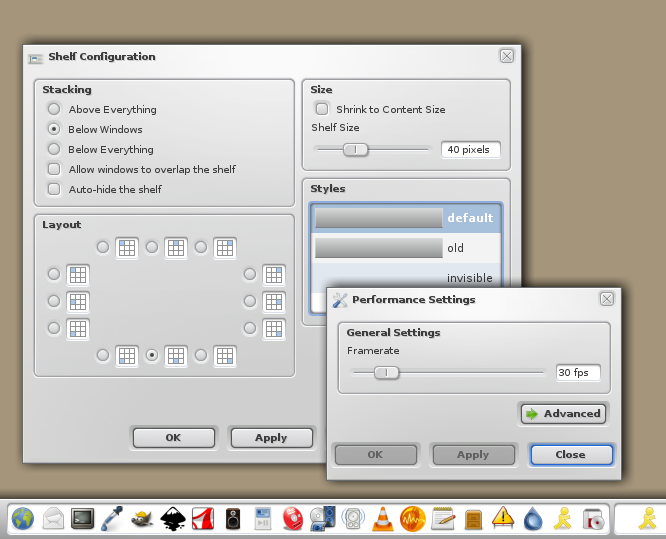 Shelf Configuration
Stacking
Above Everything
Below Windows
Below Everything
Allow windows to overlap the shelf
Auto-hide the shelf
Layout
OK
Apply
Size
Shrink to Content Size
Shelf Size
40 pixels
Styles
default
old
invisible
Performance Settings
General Settings
Framerate
30 fps
Advanced
OK
Apply
Close